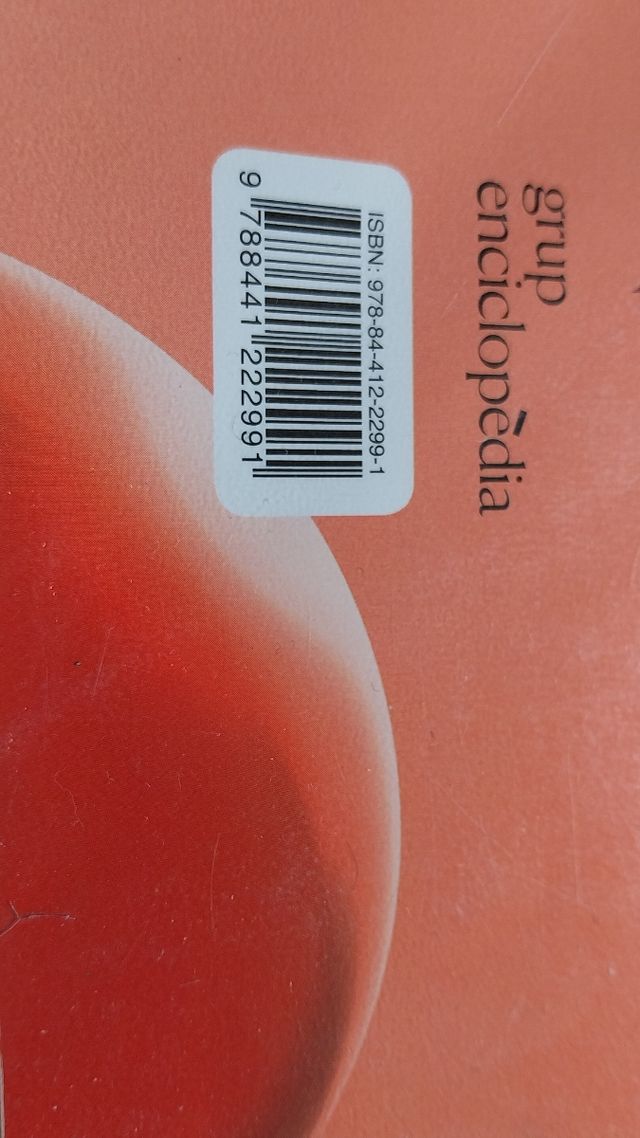 grup
enciclopèdia
ISBN: 978-84-412-2299-1
9 788441 222991